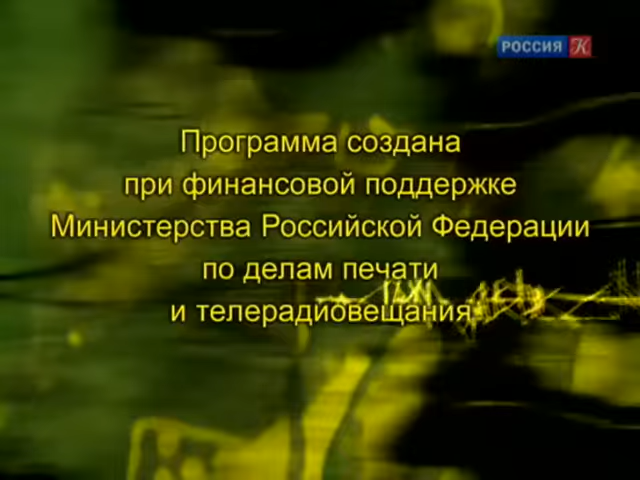 РОССИЯ К
Программа создана
при финансовой поддержке
Министерства Российской Федерации
по делам печати
и телерадиовещания